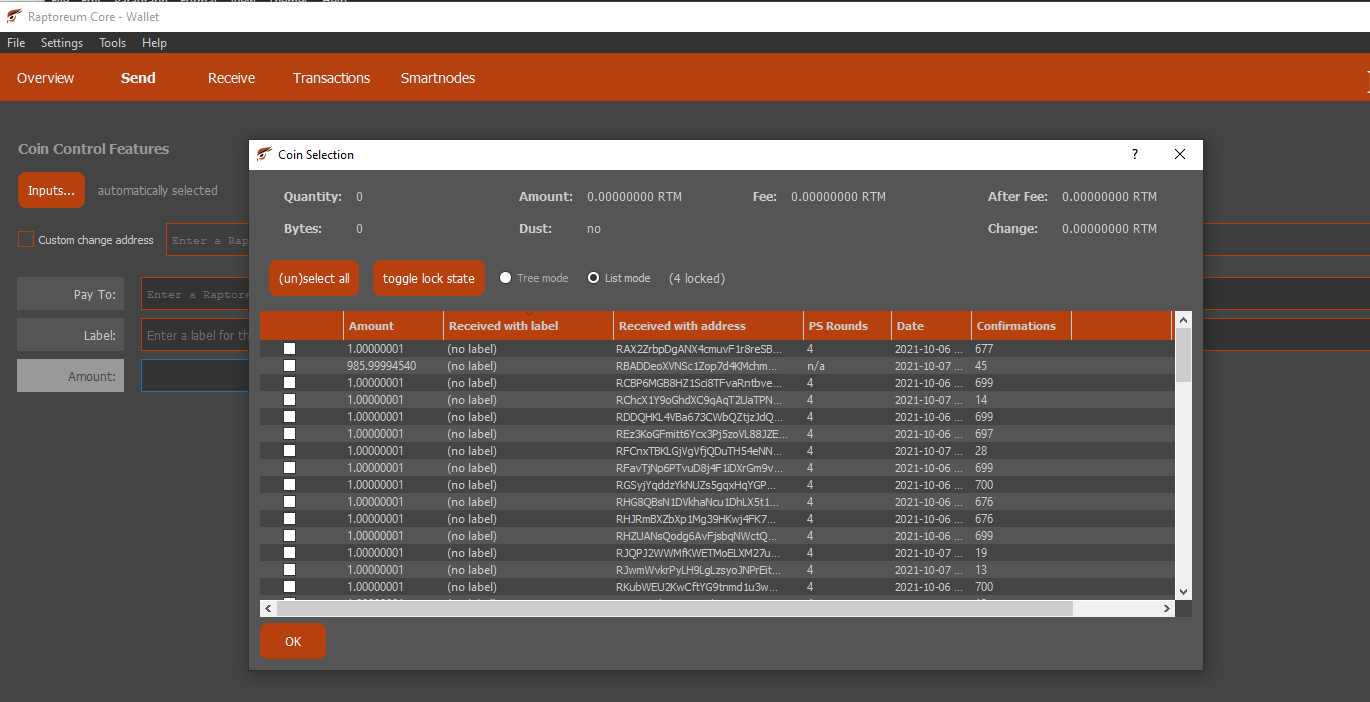 Raptoreum Core - Wallet
File Settings Tools Help
Overview Send Receive Transactions Smartnodes
Coin Control Features
Inputs... automatically selected
Custom change address Enter a Rap
Pay To: Enter a Raptore
Label: Enter a label for th
Amount:
Coin Selection ?
Quantity: 0 Amount: 0.00000000 RTM Fee: 0.00000000 RTM After Fee: 0.00000000 RTM
Bytes: 0 Dust: no Change: 0.00000000 RTM
(un)select all toggle lock state Tree mode List mode (4 locked)
Amount Received with label Received with address PS Rounds Date Confirmations
1.00000001 (no label) RAX2ZrbpDgANX4cmuvF1r8reSB... 4 2021-10-06 ... 677
985.99994540 (no label) RBADDeoXVNSc1Zop7d4KMchm... n/a 2021-10-07 ... 45
1.00000001 (no label) RCBP6MGB8HZ1Sci8TFvaRntbve... 4 2021-10-06 ... 699
1.00000001 (no label) RChcX1Y9oGhdXC9qAqT2UaTPN... 4 2021-10-07 ... 14
1.00000001 (no label) RDDQHKL4VBa673CWbQZtjzJdQ... 4 2021-10-06 ... 699
1.00000001 (no label) REz3KoGFmitt6Ycx3Pj5zoVL88JZE... 4 2021-10-06 ... 697
1.00000001 (no label) RFCnxTBKLGjVgVfjQDuTH54eNN... 4 2021-10-07 ... 28
1.00000001 (no label) RFavTjNp6PTvuD8j4F1iDXrGm9v... 4 2021-10-06 ... 699
1.00000001 (no label) RGSyjYqddzYkNUZs5gqxHqYGP... 4 2021-10-06 ... 700
1.00000001 (no label) RHG8QBsN1DVkhaNcu1DhLX5t1... 4 2021-10-06 ... 676
1.00000001 (no label) RHJRmBXZbXp1Mg39HKwj4FK7... 4 2021-10-06 ... 676
1.00000001 (no label) RHZUANsQodg6AvFjsbqNWctQ... 4 2021-10-06 ... 699
1.00000001 (no label) RJQPJ2WWMfKWETMoELXM27u... 4 2021-10-07 ... 19
1.00000001 (no label) RJwmWvkrPyLH9LgLzsyoJNPrEit... 4 2021-10-07 ... 13
1.00000001 (no label) RKubWEU2KwCftYG9tnmd1u3w... 4 2021-10-06 ... 700
OK